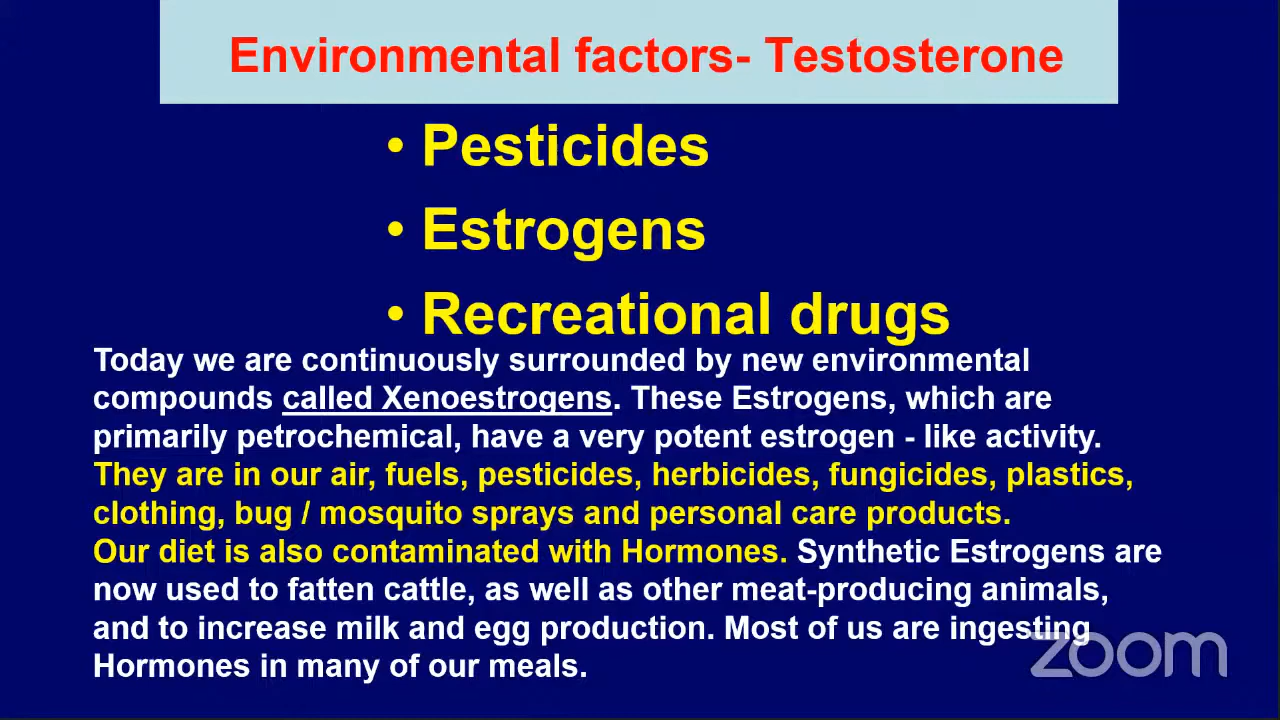 Environmental factors- Testosterone
• Pesticides
• Estrogens
• Recreational drugs
Today we are continuously surrounded by new environmental
compounds called Xenoestrogens. These Estrogens, which are
primarily petrochemical, have a very potent estrogen - like activity.
They are in our air, fuels, pesticides, herbicides, fungicides, plastics,
clothing, bug / mosquito sprays and personal care products.
Our diet is also contaminated with Hormones. Synthetic Estrogens are
now used to fatten cattle, as well as other meat-producing animals,
and to increase milk and egg production. Most of us are ingesting
Hormones in many of our meals.
zoom